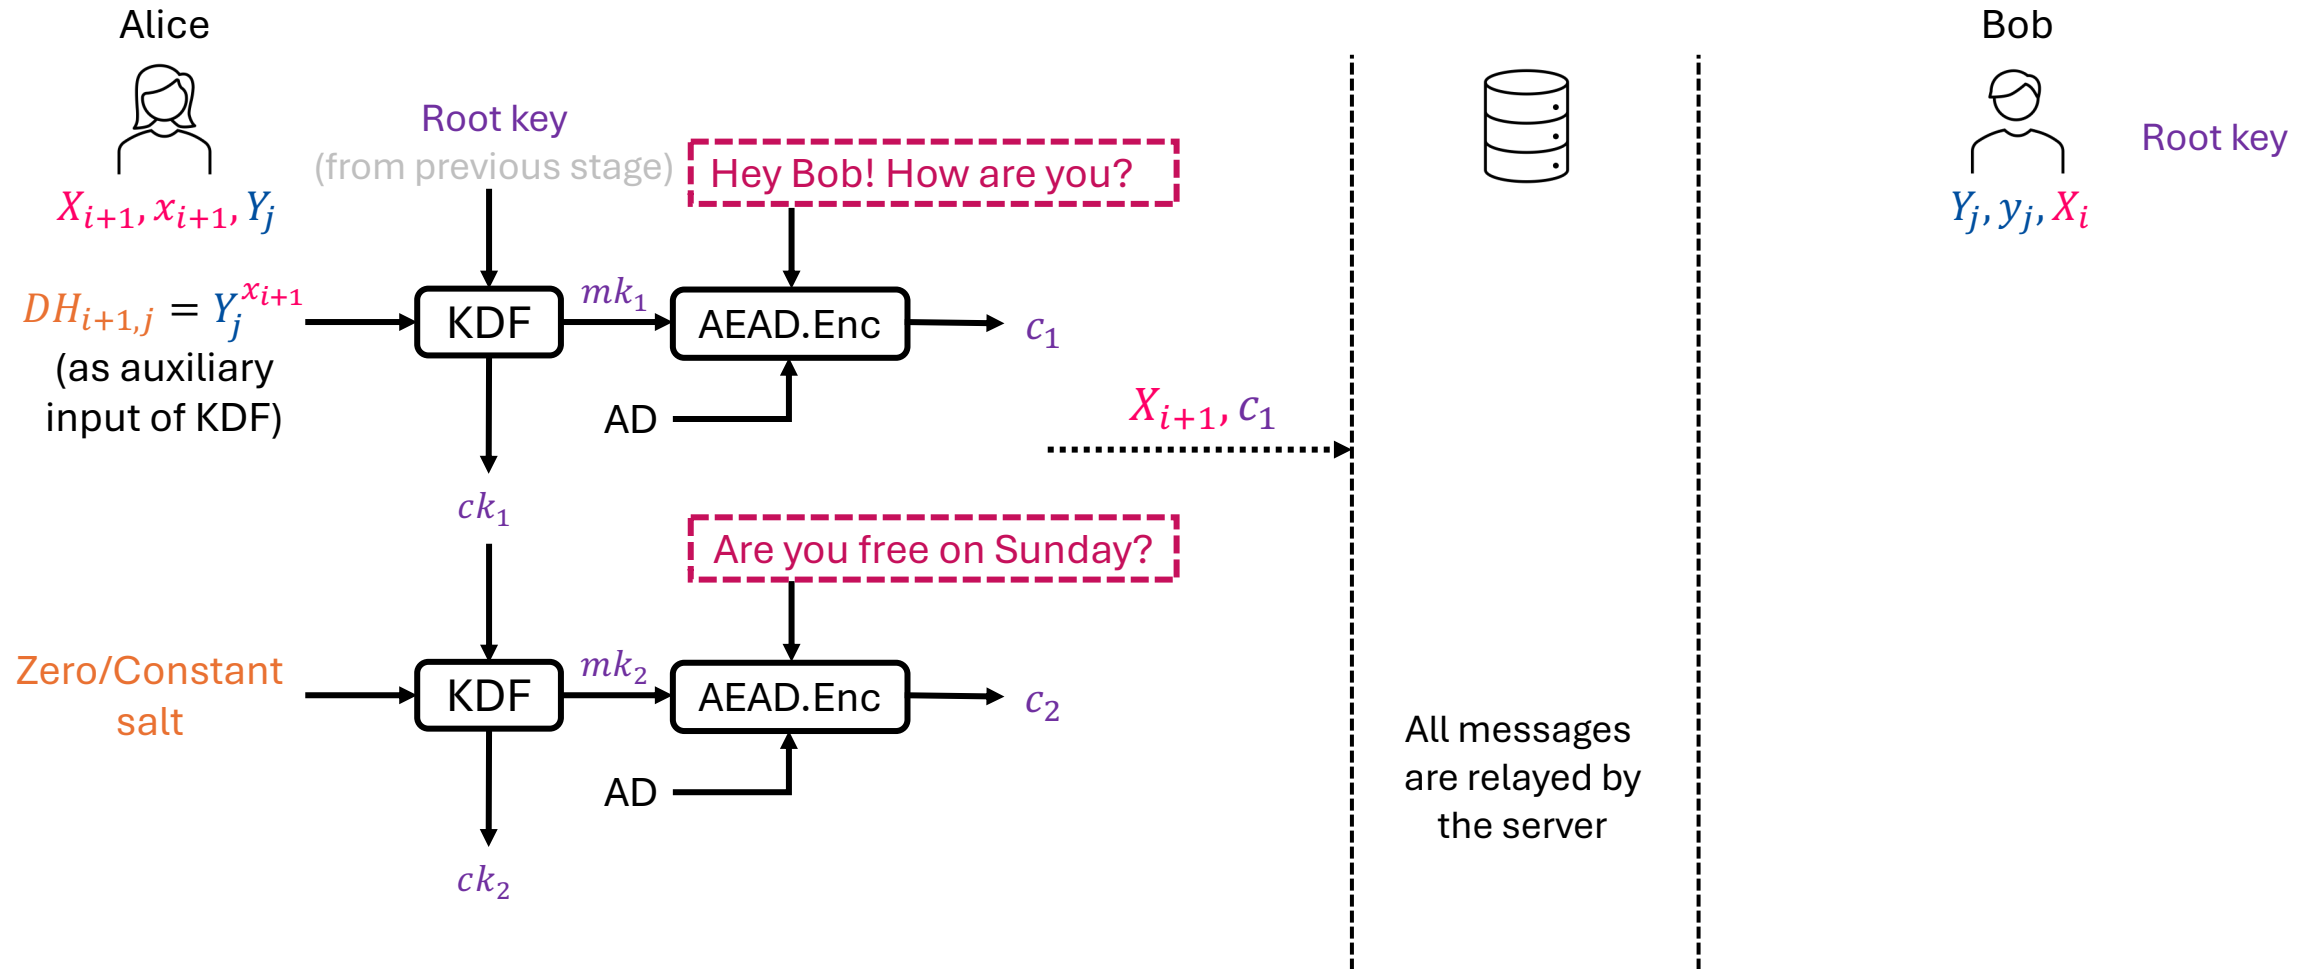 Alice
Bob
Root key
(from previous stage)
Hey Bob! How are you?
Root key
X_{i+1}, x_{i+1}, Y_j
Y_j, y_j, X_i
DH_{i+1,j} = Y_j^{x_{i+1}}
(as auxiliary
input of KDF)
KDF
mk_1
AEAD.Enc
c_1
AD
X_{i+1}, c_1
ck_1
Are you free on Sunday?
Zero/Constant
salt
KDF
mk_2
AEAD.Enc
c_2
AD
ck_2
All messages
are relayed by
the server